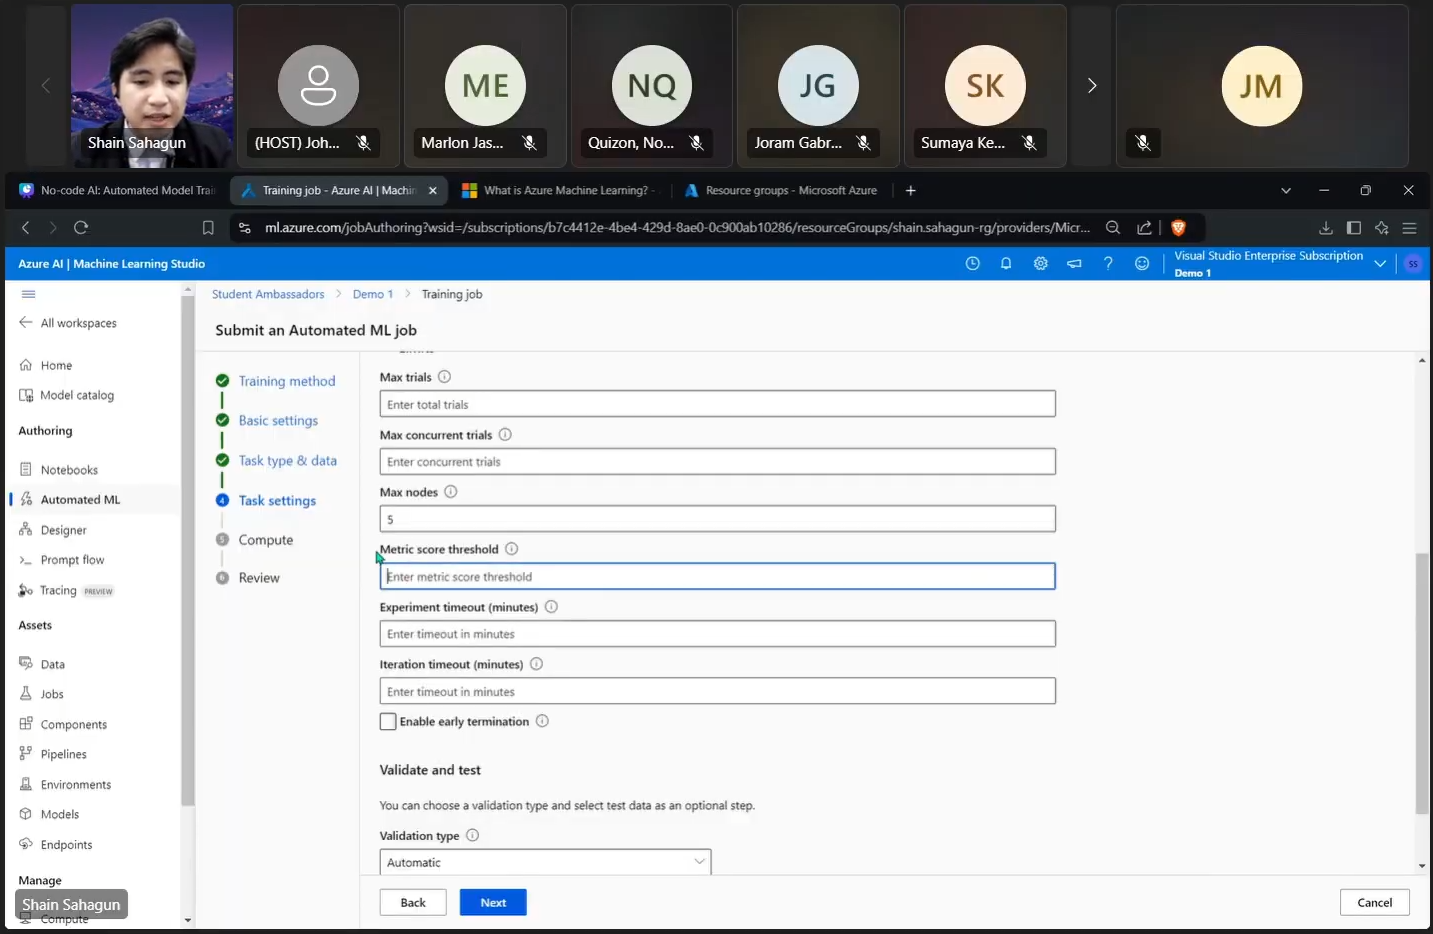 ME
NQ
JG
SK
JM
Shain Sahagun
(HOST) Joh...
Marlon Jas...
Quizon, No...
Joram Gabr...
Sumaya Ke...
No-code AI: Automated Model Trai
Training job - Azure AI | Machin
What is Azure Machine Learning? -
Resource groups - Microsoft Azure
ml.azure.com/jobAuthoring?wsid=/subscriptions/b7c4412e-4be4-429d-8ae0-0c900ab10286/resourceGroups/shain.sahagun-rg/providers/Micr...
Azure AI | Machine Learning Studio
Visual Studio Enterprise Subscription
Demo 1
SS
Student Ambassadors > Demo 1 > Training job
All workspaces
Home
Model catalog
Authoring
Notebooks
Automated ML
Designer
Prompt flow
Tracing PREVIEW
Assets
Data
Jobs
Components
Pipelines
Environments
Models
Endpoints
Manage
Compute
Shain Sahagun
Submit an Automated ML job
Training method
Basic settings
Task type & data
4 Task settings
5 Compute
6 Review
Max trials
Enter total trials
Max concurrent trials
Enter concurrent trials
Max nodes
5
Metric score threshold
Enter metric score threshold
Experiment timeout (minutes)
Enter timeout in minutes
Iteration timeout (minutes)
Enter timeout in minutes
Enable early termination
Validate and test
You can choose a validation type and select test data as an optional step.
Validation type
Automatic
Back
Next
Cancel